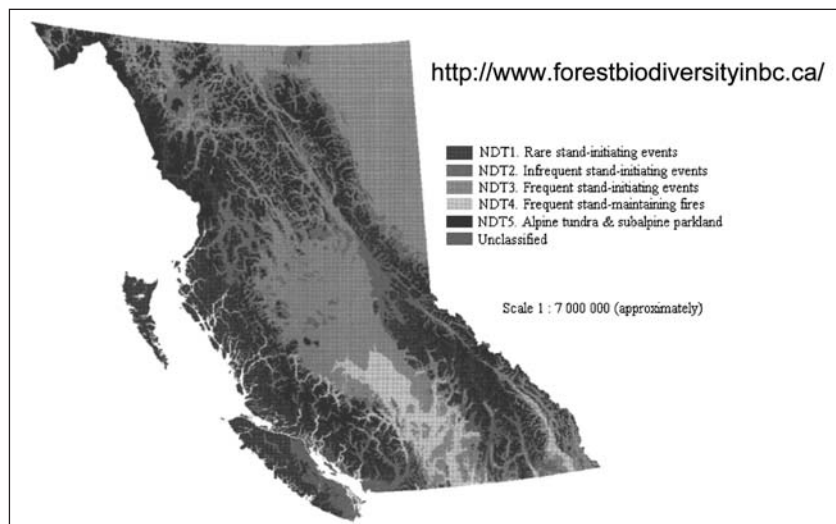 http://www.forestbiodiversityinbc.ca/
NDT1. Rare stand-initiating events
NDT2. Infrequent stand-initiating events
NDT3. Frequent stand-initiating events
NDT4. Frequent stand-maintaining fires
NDT5. Alpine tundra & subalpine parkland
Unclassified
Scale 1 : 7 000 000 (approximately)